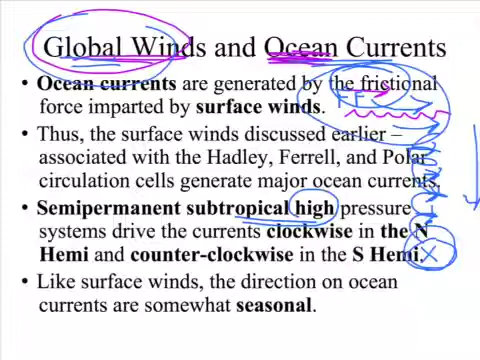 Global Winds and Ocean Currents
• Ocean currents are generated by the frictional
force imparted by surface winds.
FF
• Thus, the surface winds discussed earlier –
associated with the Hadley, Ferrell, and Polar
circulation cells generate major ocean currents.
• Semipermanent subtropical high pressure
systems drive the currents clockwise in the N
Hemi and counter-clockwise in the S Hemi.
X
• Like surface winds, the direction on ocean
currents are somewhat seasonal.